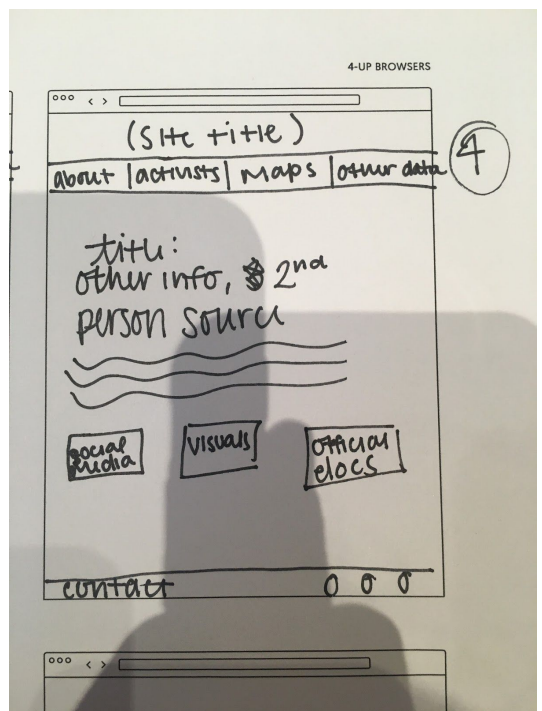 4-UP BROWSERS
(site title)
about | activists | Maps | other data
4
title:
other info, 2nd
person source
social media
visuals
official docs
contact